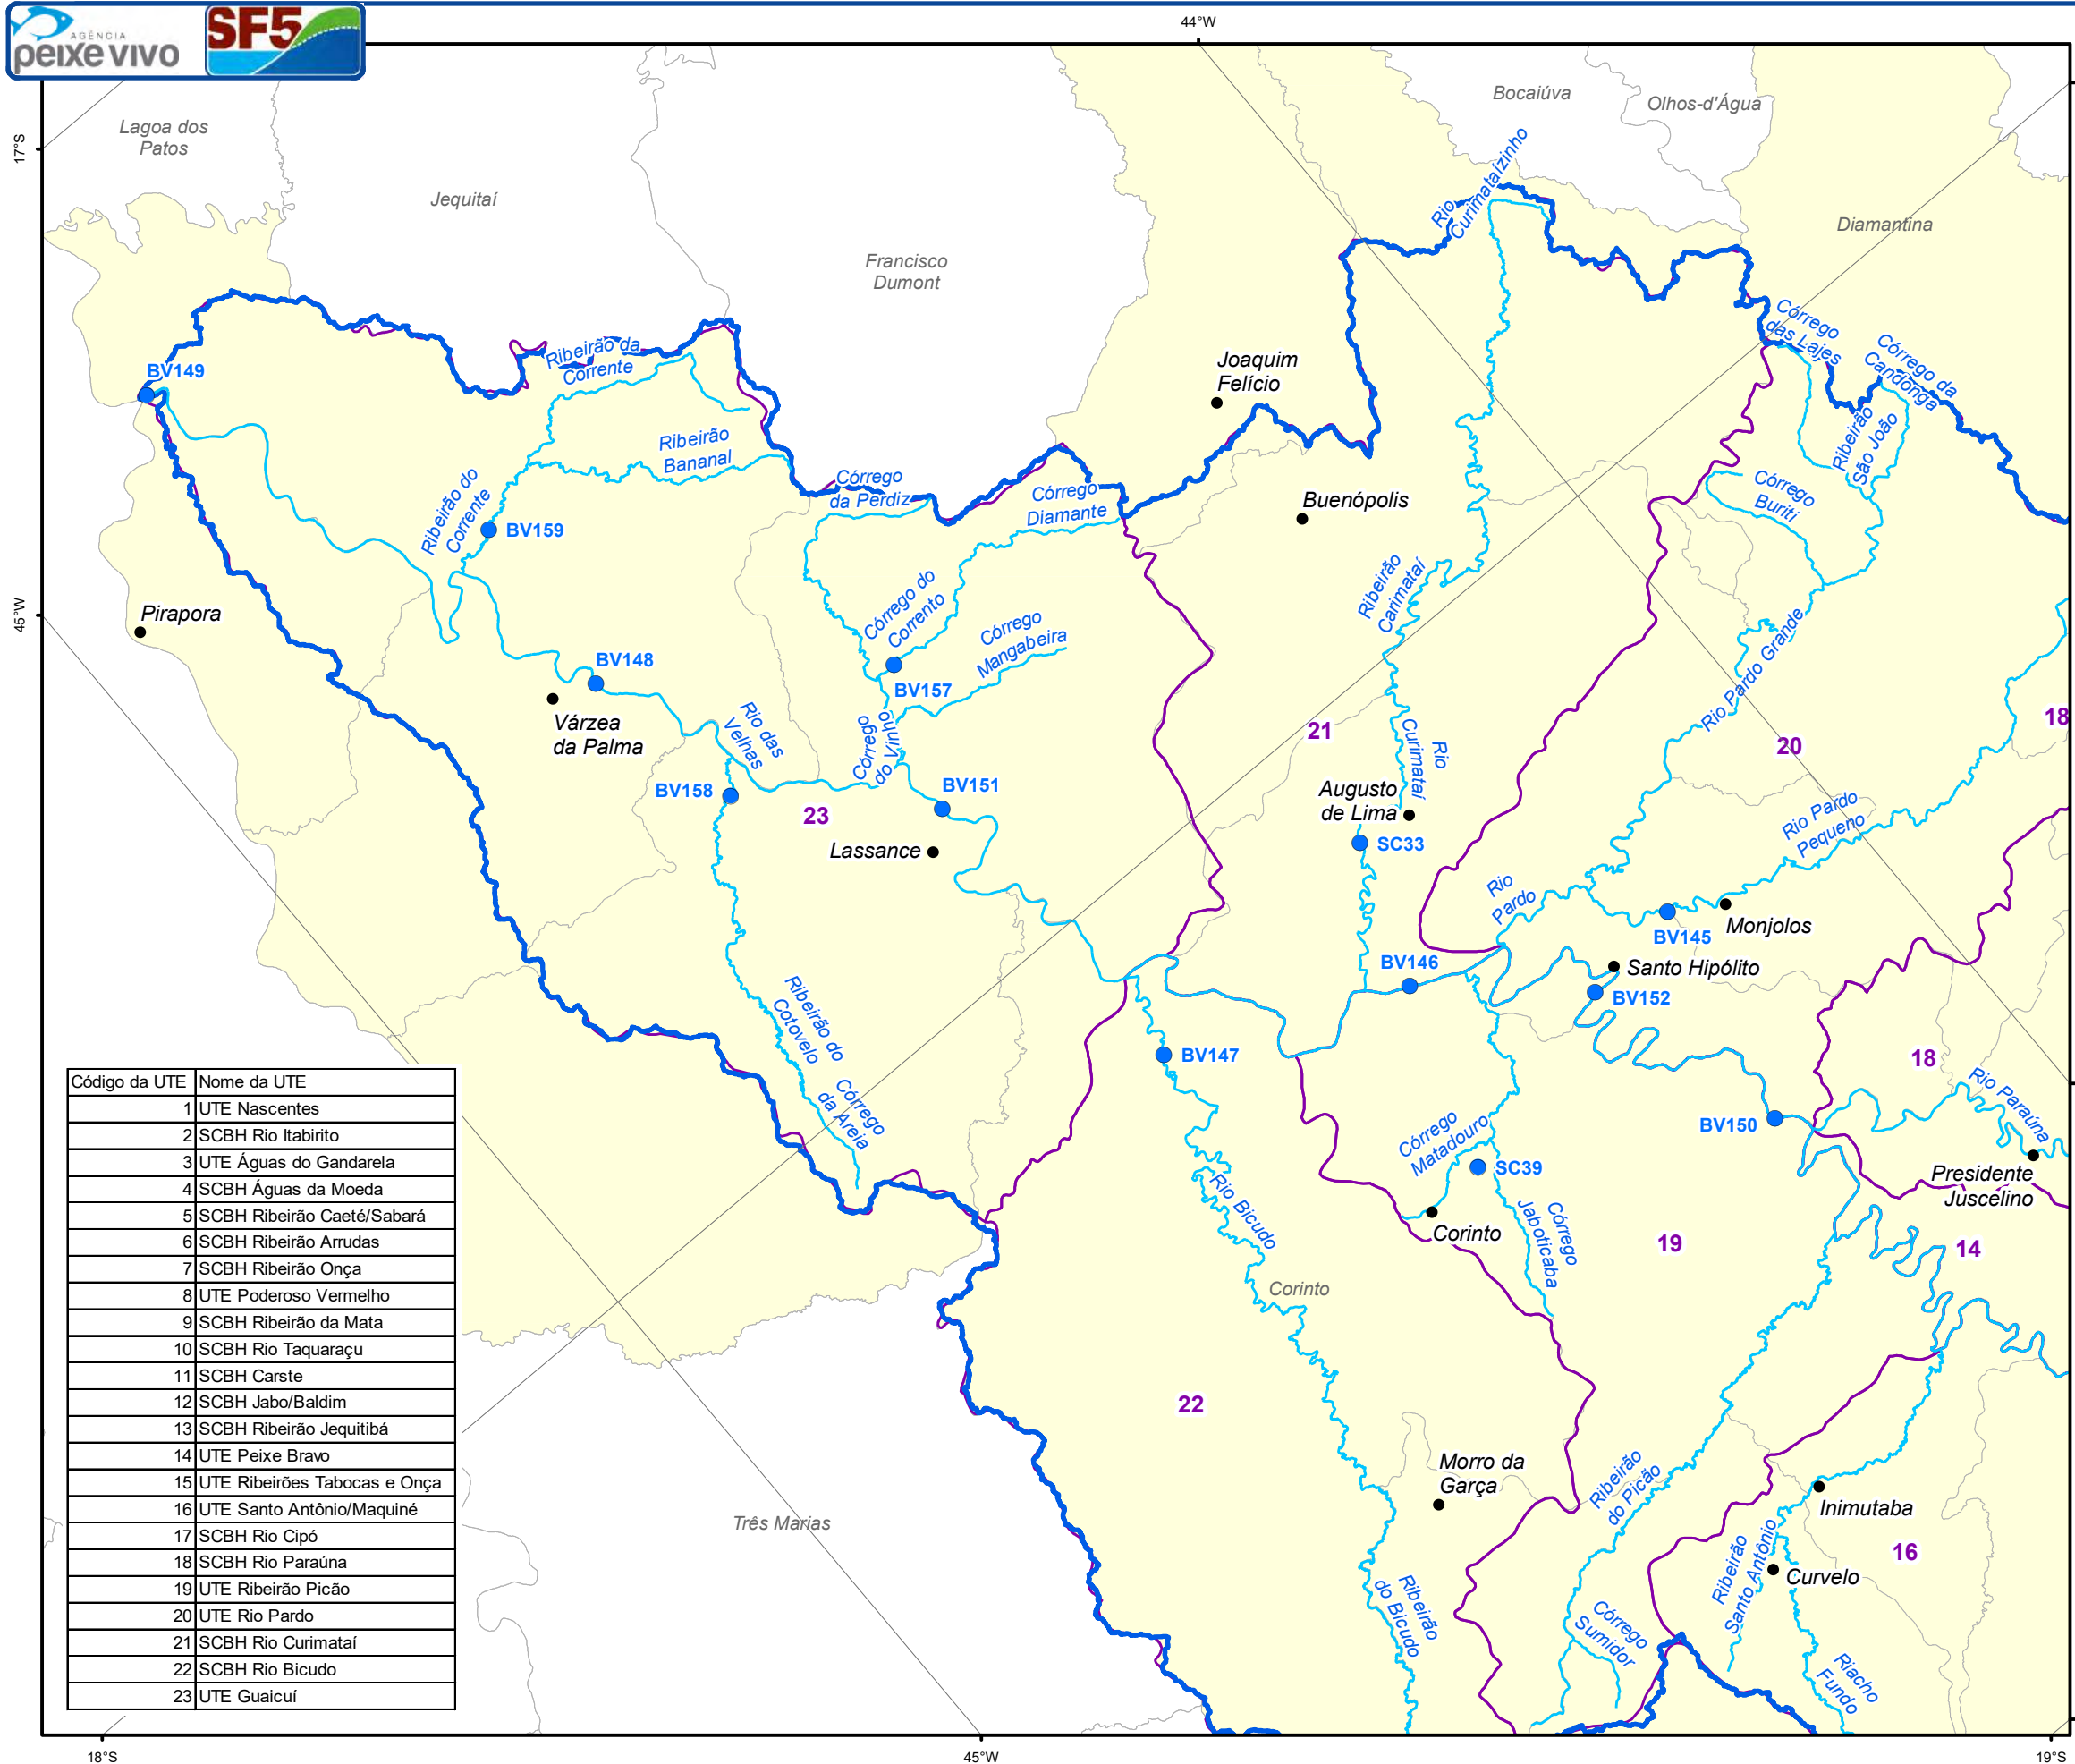 AGÊNCIA
peixe vivo
SF5
44°W
17°S
45°W
18°S
45°W
19°S
Lagoa dos
Patos
Jequitaí
Francisco
Dumont
Bocaiúva
Olhos-d'Água
Diamantina
Rio
Curimataízinho
BV149
Ribeirão da
Corrente
Ribeirão
Bananal
Ribeirão do
Corrente
BV159
Córrego
da Perdiz
Córrego
Diamante
Joaquim
Felício
Buenópolis
Córrego
das Lajes
Córrego da
Candonga
Ribeirão
São João
Córrego
Buriti
Pirapora
BV148
Várzea
da Palma
Córrego do
Corrento
Córrego
Mangabeira
BV157
Ribeirão
Carimataí
Rio Pardo Grande
Rio das
Velhas
Córrego
do Vinho
BV158
23
BV151
Lassance
21
Rio
Curimataí
Augusto
de Lima
SC33
20
18
Rio Pardo
Pequeno
Rio
Pardo
BV145
Monjolos
BV146
Santo Hipólito
BV152
Ribeirão do
Cotovelo
Córrego
da Areia
BV147
18
Rio Paraúna
BV150
Presidente
Juscelino
Córrego
Matadouro
SC39
Corinto
Córrego
Jaboticaba
19
14
Rio Bicudo
Corinto
22
Morro da
Garça
Ribeirão
do Picão
Inimutaba
16
Ribeirão
Santo Antônio
Curvelo
Três Marias
Ribeirão
do Bicudo
Córrego
Sumidor
Riacho
Fundo
Código da UTE Nome da UTE
1 UTE Nascentes
2 SCBH Rio Itabirito
3 UTE Águas do Gandarela
4 SCBH Águas da Moeda
5 SCBH Ribeirão Caeté/Sabará
6 SCBH Ribeirão Arrudas
7 SCBH Ribeirão Onça
8 UTE Poderoso Vermelho
9 SCBH Ribeirão da Mata
10 SCBH Rio Taquaraçu
11 SCBH Carste
12 SCBH Jabo/Baldim
13 SCBH Ribeirão Jequitibá
14 UTE Peixe Bravo
15 UTE Ribeirões Tabocas e Onça
16 UTE Santo Antônio/Maquiné
17 SCBH Rio Cipó
18 SCBH Rio Paraúna
19 UTE Ribeirão Picão
20 UTE Rio Pardo
21 SCBH Rio Curimataí
22 SCBH Rio Bicudo
23 UTE Guaicuí